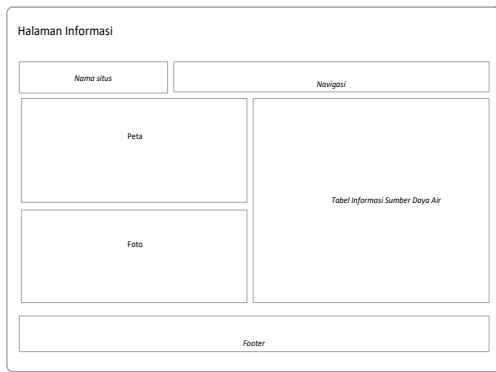 Halaman Informasi
Nama situs
Navigasi
Peta
Tabel Informasi Sumber Daya Air
Foto
Footer